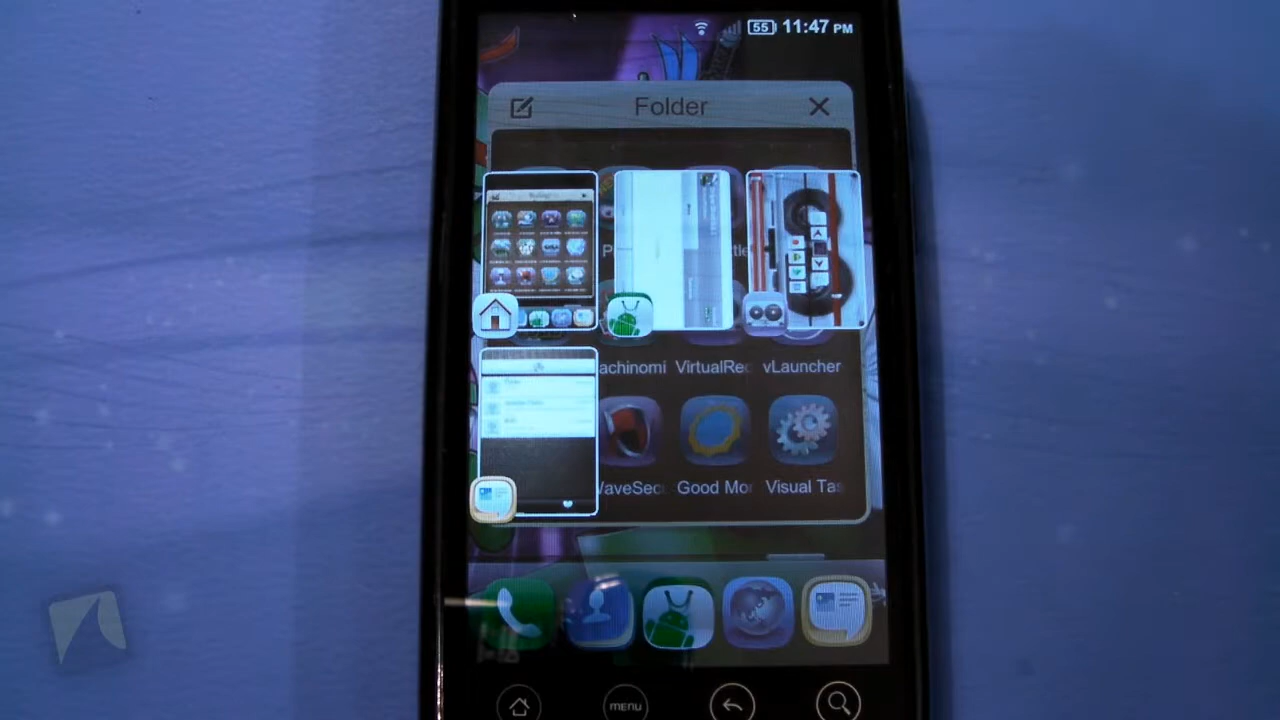 55 11:47 PM
Folder
achinomi VirtualRec vLauncher
WaveSec Good Mor Visual Tas
MENU